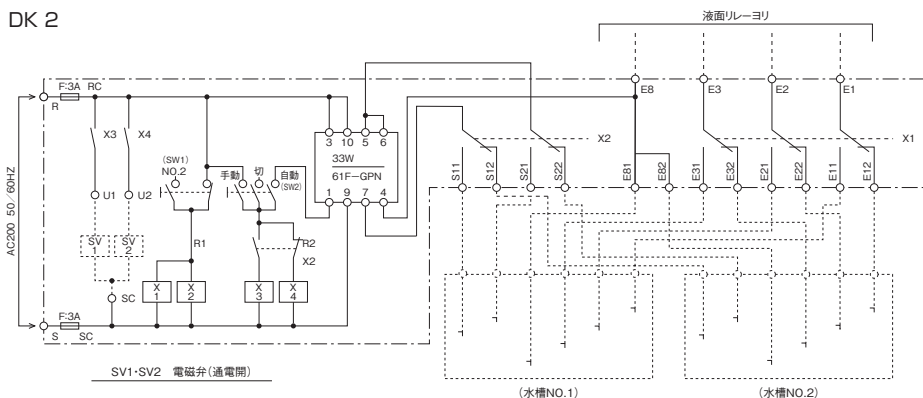 DK 2
液面リレーヨリ
AC200 50/60HZ
F:3A RC
R
X3
X4
(SW1)
NO.2
手動
切
自動
(SW2)
3
10
5
6
33W
61F-GPN
1
9
7
4
U1
U2
SV
1
SV
2
SC
R1
R2
X2
X
1
X
2
X
3
X
4
F:3A
S
SC
E8
E3
E2
E1
X2
X1
S11
S12
S21
S22
E81
E82
E31
E32
E21
E22
E11
E12
SV1・SV2 電磁弁(通電開)
(水槽NO.1)
(水槽NO.2)